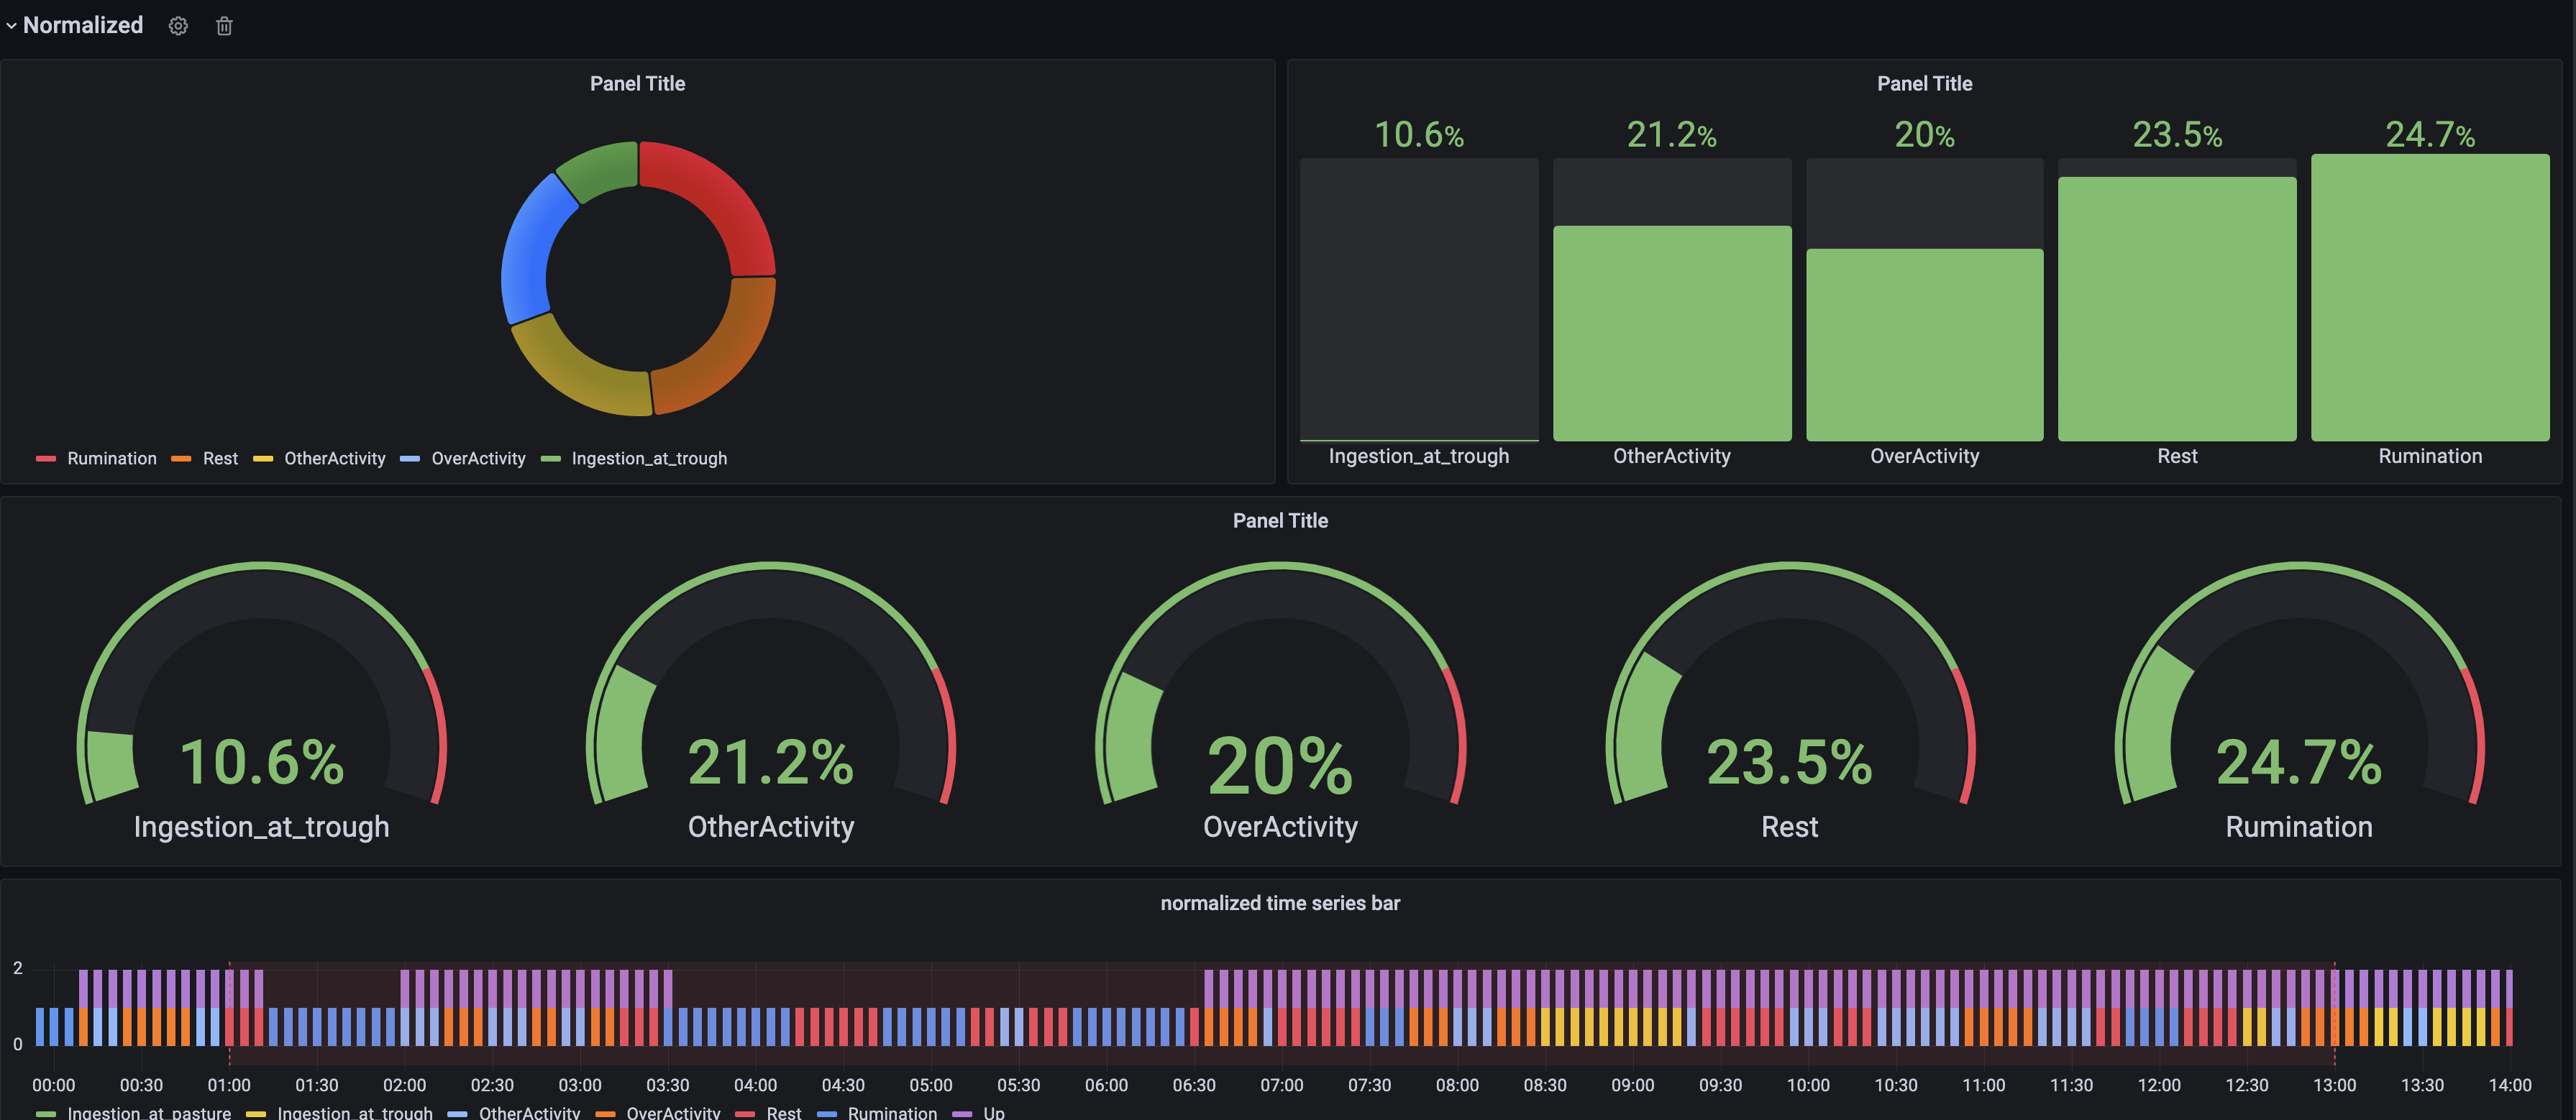 Normalized
Panel Title
Rumination Rest OtherActivity OverActivity Ingestion_at_trough
Panel Title
10.6% 21.2% 20% 23.5% 24.7%
Ingestion_at_trough OtherActivity OverActivity Rest Rumination
Panel Title
10.6% 21.2% 20% 23.5% 24.7%
Ingestion_at_trough OtherActivity OverActivity Rest Rumination
normalized time series bar
2
0
00:00 00:30 01:00 01:30 02:00 02:30 03:00 03:30 04:00 04:30 05:00 05:30 06:00 06:30 07:00 07:30 08:00 08:30 09:00 09:30 10:00 10:30 11:00 11:30 12:00 12:30 13:00 13:30 14:00
Ingestion_at_pasture Ingestion_at_trough OtherActivity OverActivity Rest Rumination Up